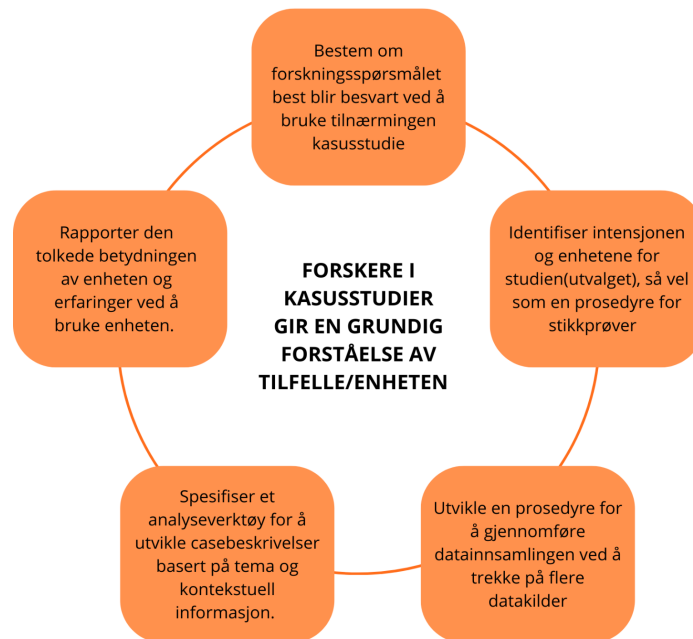 Bestem om
forskningsspørsmålet
best blir besvart ved å
bruke tilnærmingen
kasusstudie
Identifiser intensjonen
og enhetene for
studien(utvalget), så vel
som en prosedyre for
stikkprøver
Utvikle en prosedyre for
å gjennomføre
datainnsamlingen ved å
trekke på flere
datakilder
Spesifiser et
analyseverktøy for å
utvikle casebeskrivelser
basert på tema og
kontekstuell
informasjon.
Rapporter den
tolkede betydningen
av enheten og
erfaringer ved å
bruke enheten.
FORSKERE I
KASUSSTUDIER
GIR EN GRUNDIG
FORSTÅELSE AV
TILFELLE/ENHETEN